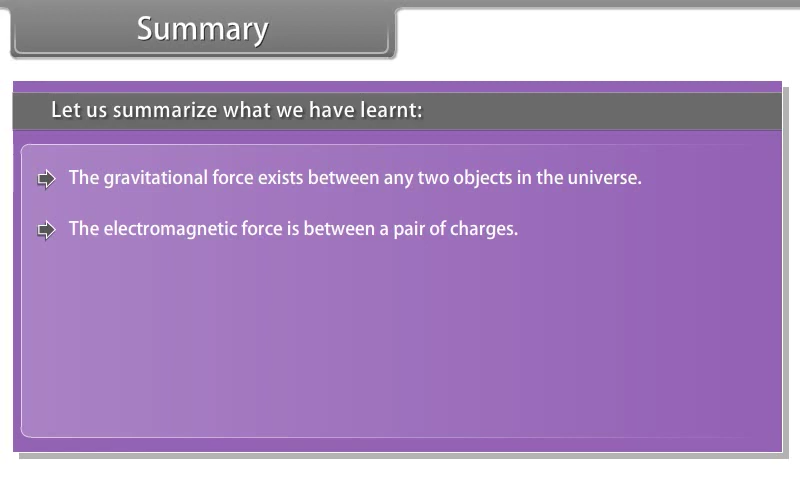 Summary
Let us summarize what we have learnt:
The gravitational force exists between any two objects in the universe.
The electromagnetic force is between a pair of charges.